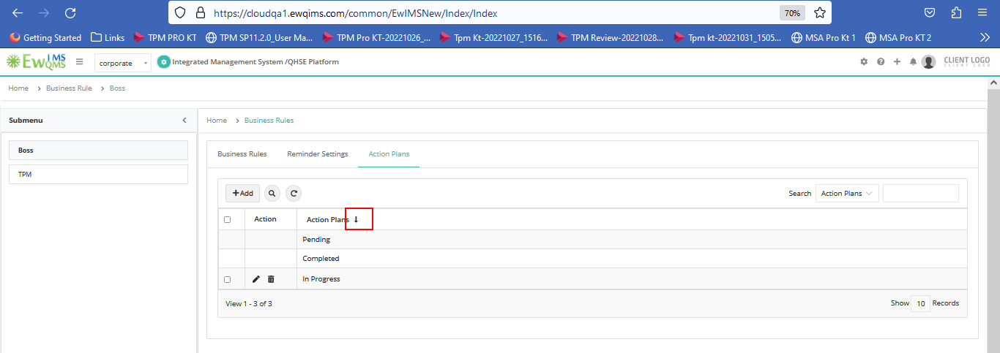 https://cloudqa1.ewqims.com/common/EwIMSNew/Index/Index 70%
Getting Started Links TPM PRO KT TPM SP11.2.0_User Ma... TPM Pro KT-20221026_... Tpm Kt-20221027_1516... TPM Review-20221028... Tpm kt-20221031_1505... MSA Pro Kt 1 MSA Pro KT 2
EwIMS QMS corporate Integrated Management System /QHSE Platform CLIENT LOGO
CLIENT LOGO
Home > Business Rule > Boss
Submenu
Boss
TPM
Home > Business Rules
Business Rules Reminder Settings Action Plans
+Add Search Action Plans
Action Action Plans
Pending
Completed
In Progress
View 1 - 3 of 3 Show 10 Records